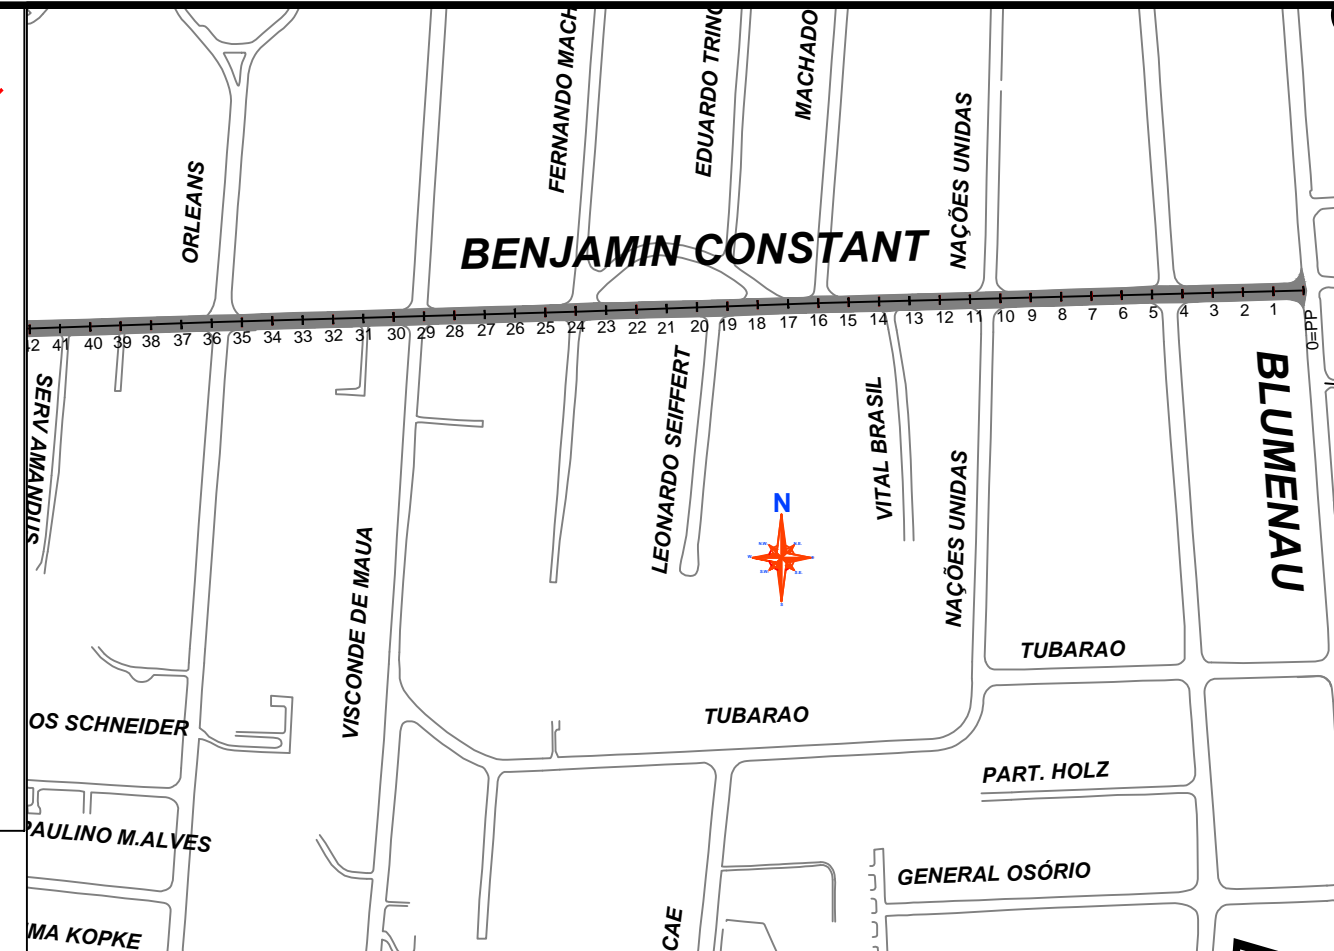 FERNANDO MACH
EDUARDO TRINC
MACHADO
NAÇÕES UNIDAS
ORLEANS
BENJAMIN CONSTANT
41 40 39 38 37 36 35 34 33 32 31 30 29 28 27 26 25 24 23 22 21 20 19 18 17 16 15 14 13 12 11 10 9 8 7 6 5 4 3 2 1
0=PP
SERV AMANDUS
LEONARDO SEIFFERT
VITAL BRASIL
BLUMENAU
NAÇÕES UNIDAS
N
VISCONDE DE MAUA
TUBARAO
TUBARAO
OS SCHNEIDER
PART. HOLZ
PAULINO M.ALVES
GENERAL OSÓRIO
MA KOPKE
CAE